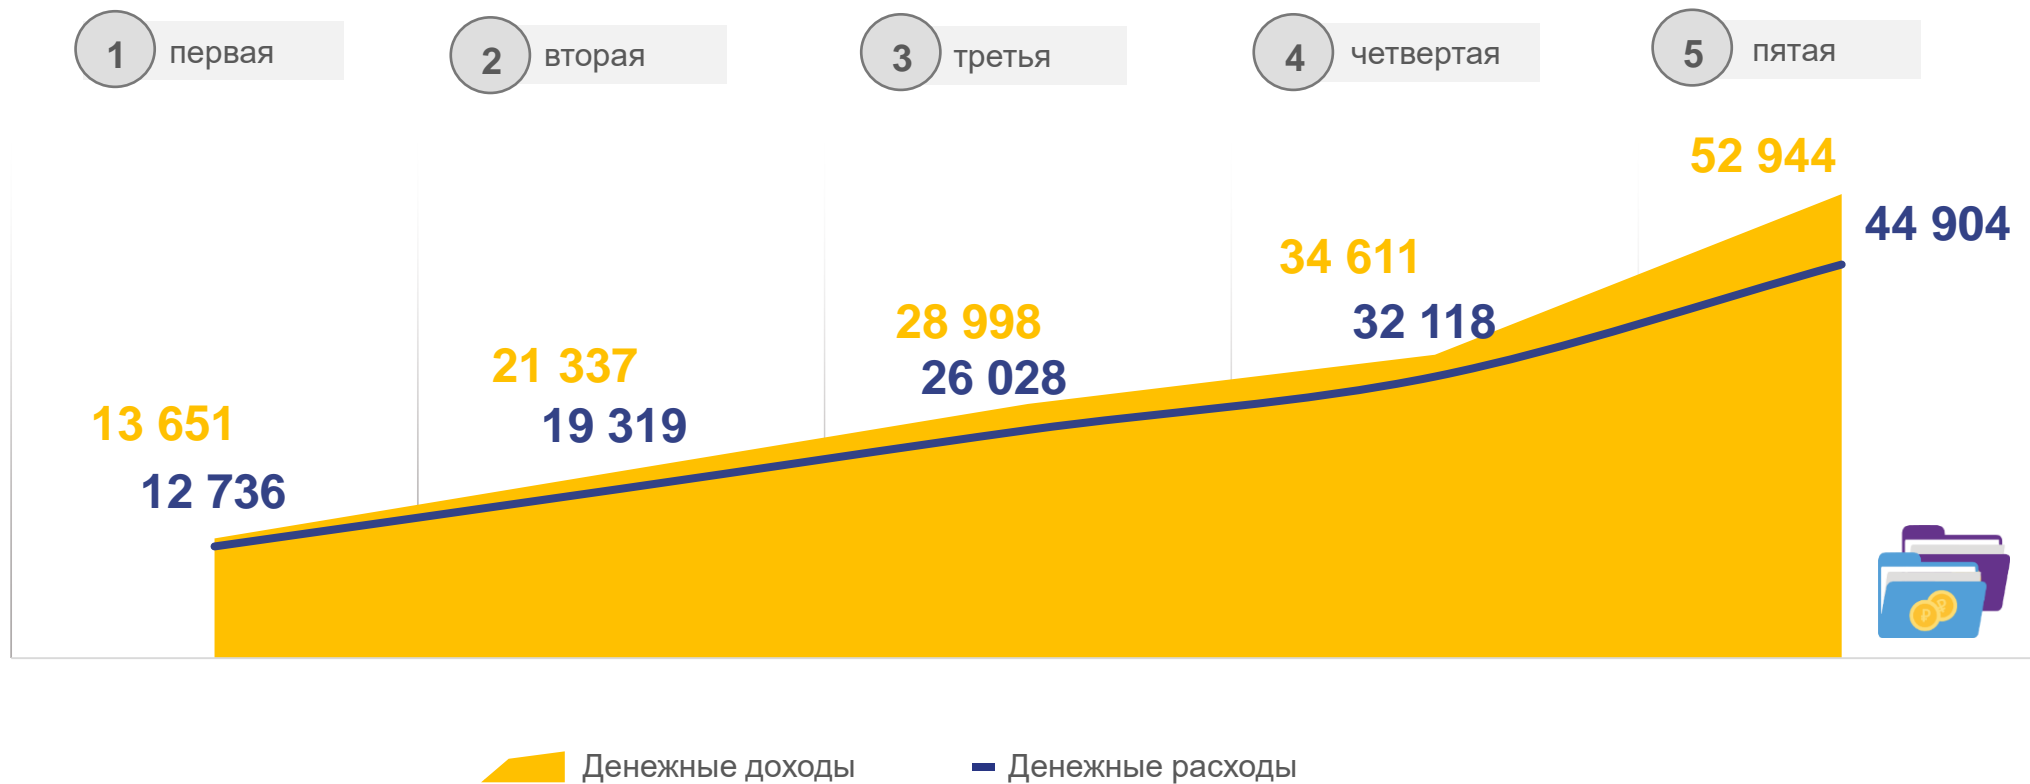 1 первая
2 вторая
3 третья
4 четвертая
5 пятая
52 944
44 904
34 611
32 118
28 998
26 028
21 337
19 319
13 651
12 736
Денежные доходы
Денежные расходы